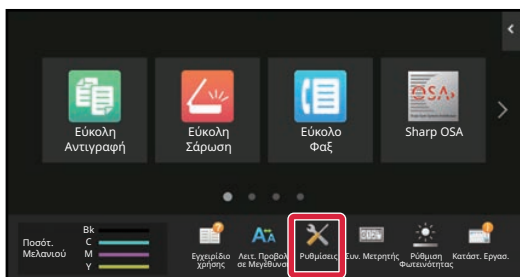 Εύκολη
Αντιγραφή
Εύκολη
Σάρωση
Εύκολο
Φαξ
OSA
Sharp OSA
Ποσότ.
Μελανιού
Bk
C
M
Y
Εγχειρίδιο
χρήσης
Λειτ. Προβολ
σε Μεγέθυνσ
Ρυθμίσεις
Συν. Μετρητής
Ρύθμιση
Φωτεινότητας
Κατάστ. Εργασ.